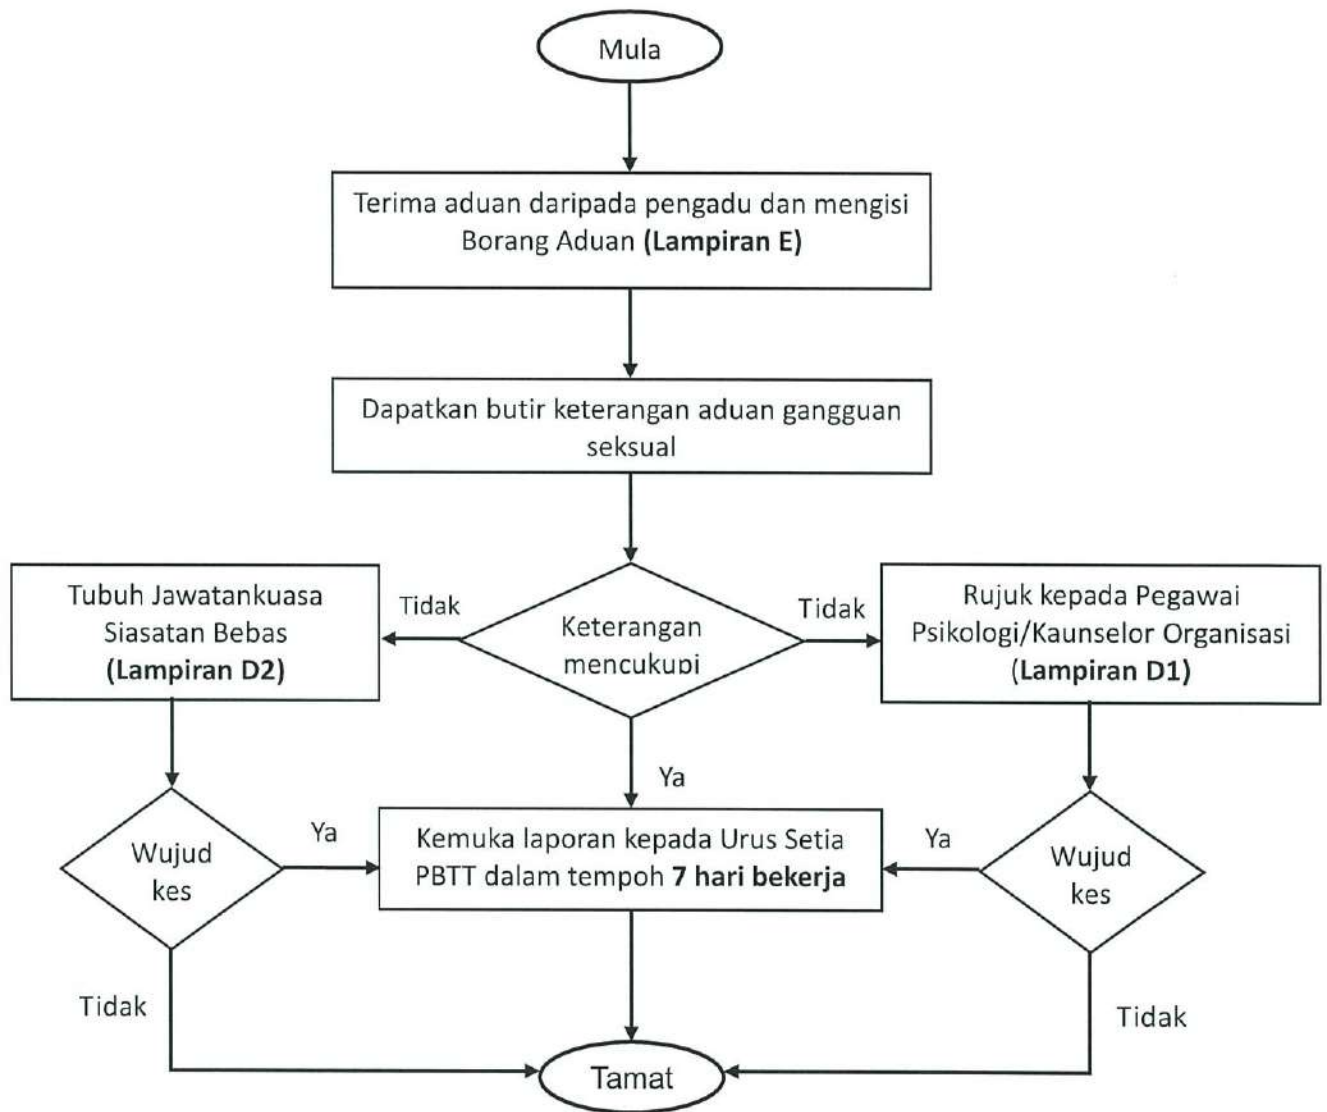 Mula
Terima aduan daripada pengadu dan mengisi
Borang Aduan (Lampiran E)
Dapatkan butir keterangan aduan gangguan
seksual
Tubuh Jawatankuasa
Siasatan Bebas
(Lampiran D2)
Tidak
Keterangan
mencukupi
Tidak
Rujuk kepada Pegawai
Psikologi/Kaunselor Organisasi
(Lampiran D1)
Ya
Wujud
kes
Ya
Kemuka laporan kepada Urus Setia
PBTT dalam tempoh 7 hari bekerja
Ya
Wujud
kes
Tidak
Tidak
Tamat